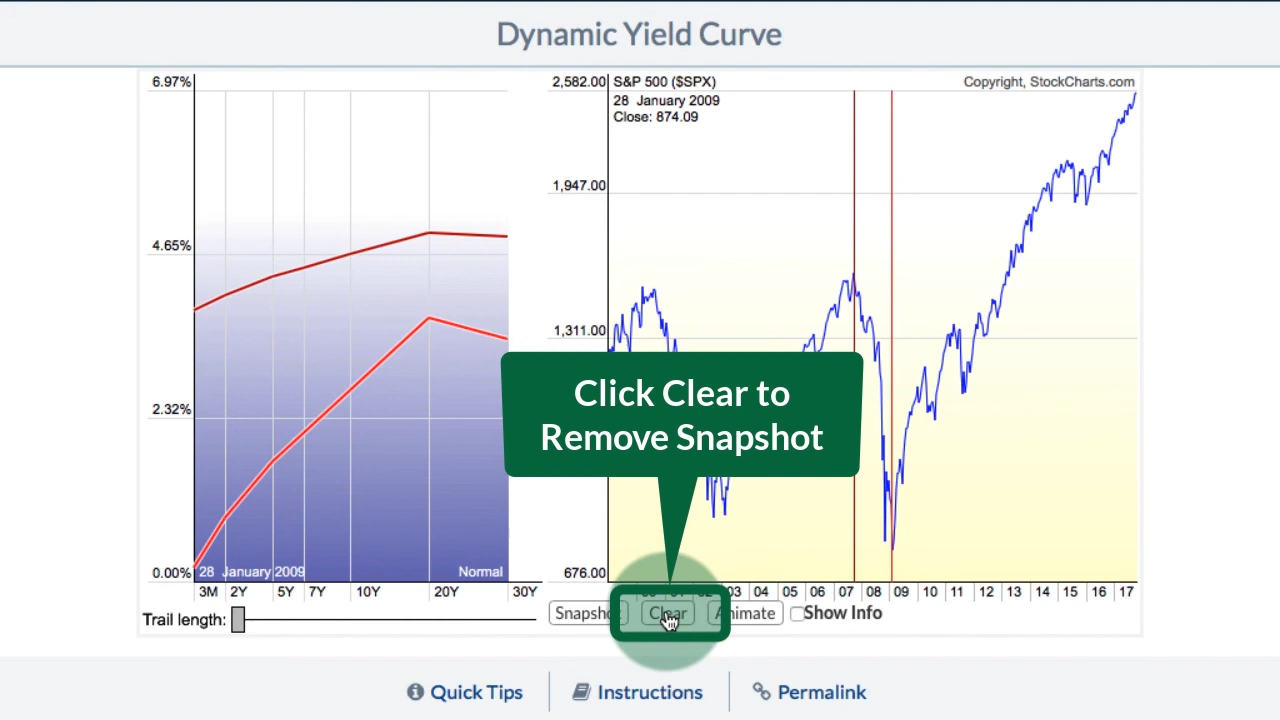 Dynamic Yield Curve
6.97%
4.65%
2.32%
0.00%
28 January 2009
Normal
3M 2Y 5Y 7Y 10Y 20Y 30Y
Trail length:
2,582.00
1,947.00
1,311.00
676.00
S&P 500 ($SPX)
Copyright, StockCharts.com
28 January 2009
Close: 874.09
Click Clear to
Remove Snapshot
03 04 05 06 07 08 09 10 11 12 13 14 15 16 17
Snapshot Clear Animate Show Info
Quick Tips
Instructions
Permalink